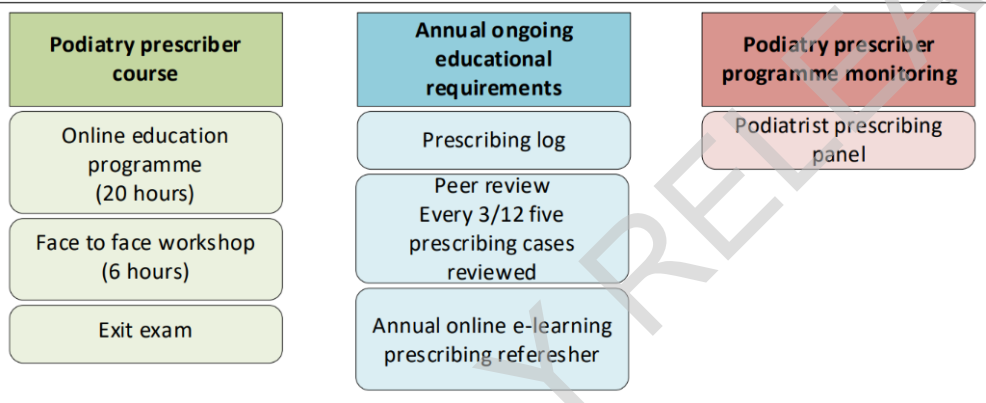 Podiatry prescriber
course
Online education
programme
(20 hours)
Face to face workshop
(6 hours)
Exit exam
Annual ongoing
educational
requirements
Prescribing log
Peer review
Every 3/12 five
prescribing cases
reviewed
Annual online e-learning
prescribing referesher
Podiatry prescriber
programme monitoring
Podiatrist prescribing
panel